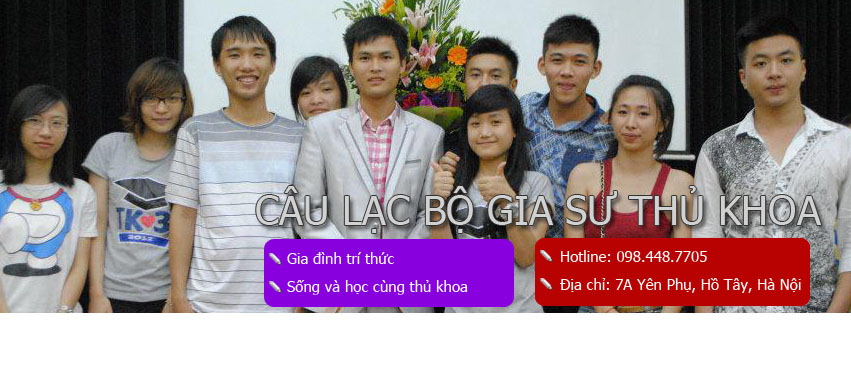 TK♥3
2012
CÂU LẠC BỘ GIA SƯ THỦ KHOA
Gia đình trí thức
Sống và học cùng thủ khoa
Hotline: 098.448.7705
Địa chỉ: 7A Yên Phụ, Hồ Tây, Hà Nội